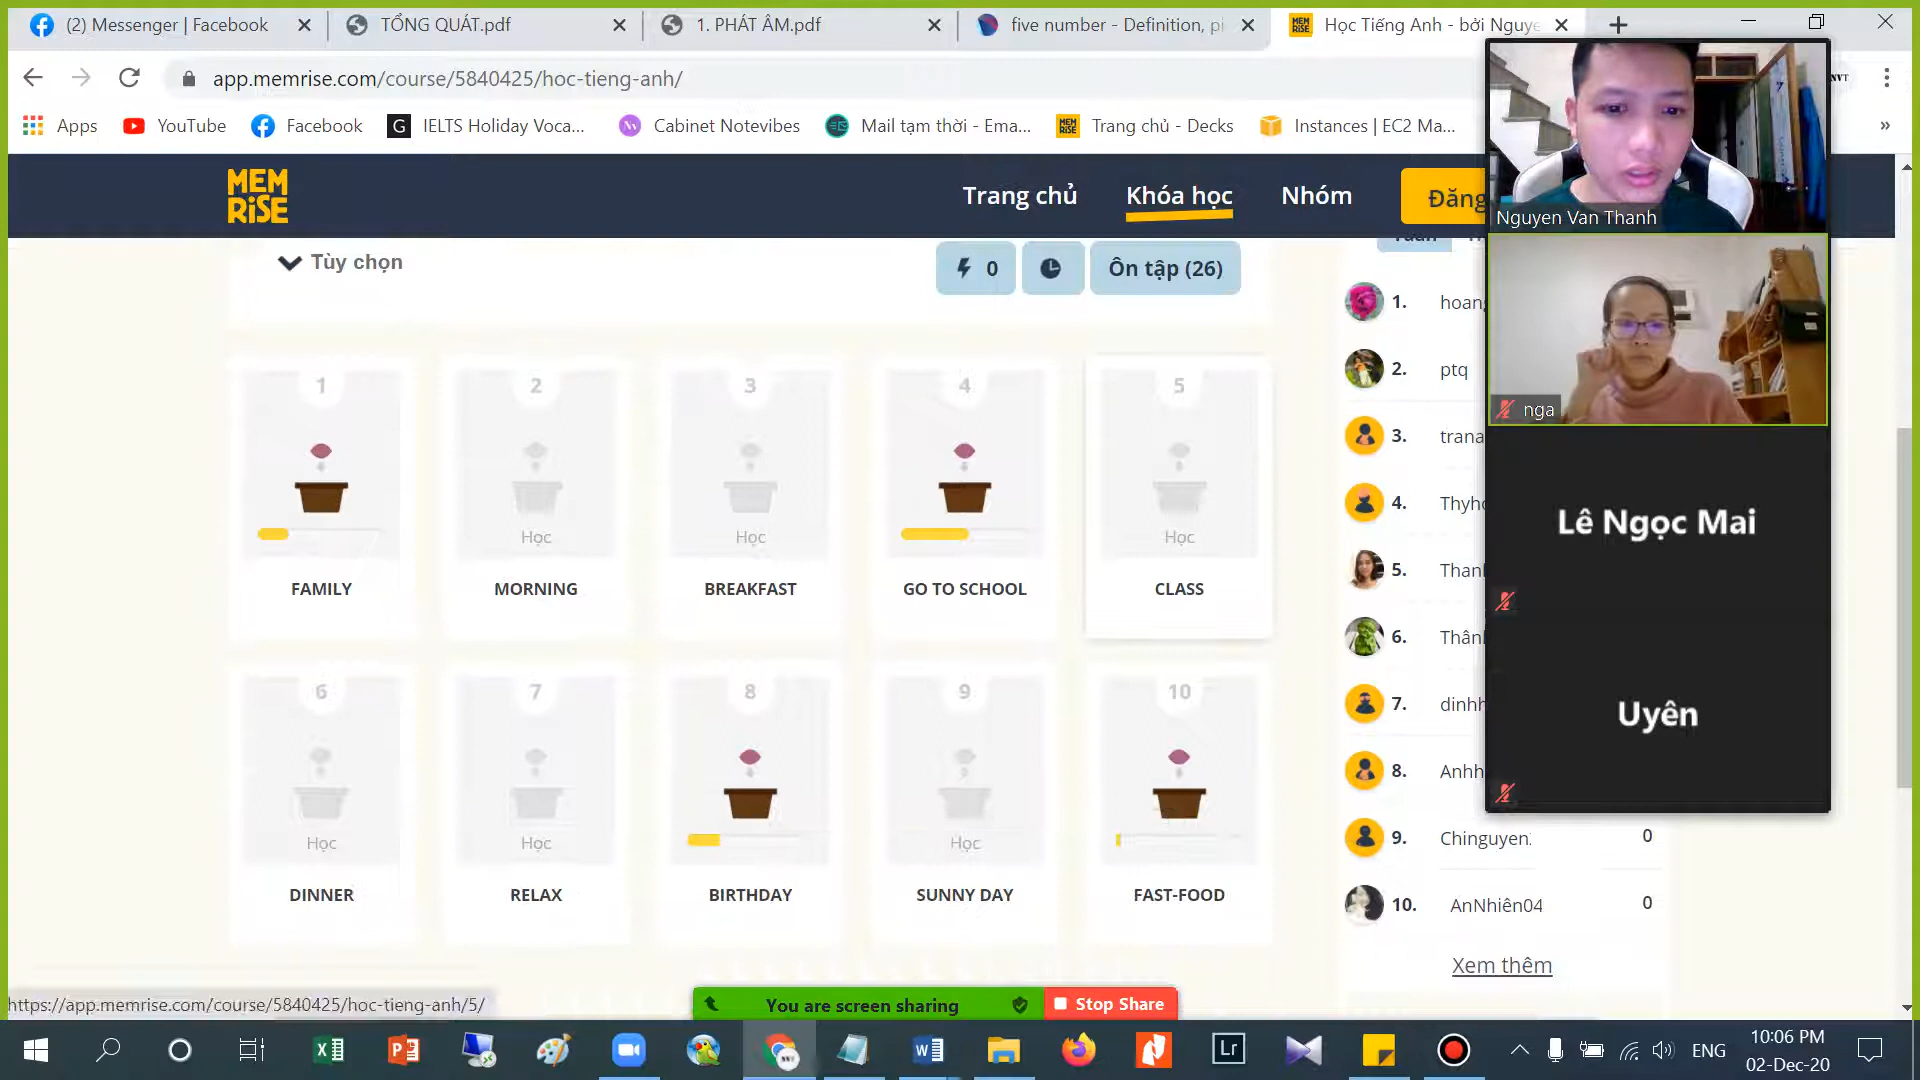 (2) Messenger | Facebook
TỔNG QUÁT.pdf
1. PHÁT ÂM.pdf
five number - Definition, pi
Học Tiếng Anh - bởi Nguye
app.memrise.com/course/5840425/hoc-tieng-anh/
Apps
YouTube
Facebook
IELTS Holiday Voca...
Cabinet Notevibes
Mail tạm thời - Ema...
Trang chủ - Decks
Instances | EC2 Ma...
MEM
RiSE
Trang chủ
Khóa học
Nhóm
Đăng
Tùy chọn
0
Ôn tập (26)
1
2
3
4
5
Học
Học
Học
FAMILY
MORNING
BREAKFAST
GO TO SCHOOL
CLASS
6
7
8
9
10
Học
Học
Học
DINNER
RELAX
BIRTHDAY
SUNNY DAY
FAST-FOOD
1. hoang
2. ptq
3. trana
4. Thyho
5. Thanh
6. Thân
7. dinhh
8. Anhh
9. Chinguyen 0
10. AnNhiên04 0
Xem thêm
Nguyen Van Thanh
nga
Lê Ngọc Mai
Uyên
https://app.memrise.com/course/5840425/hoc-tieng-anh/5/
You are screen sharing
Stop Share
Lr
ENG
10:06 PM
02-Dec-20